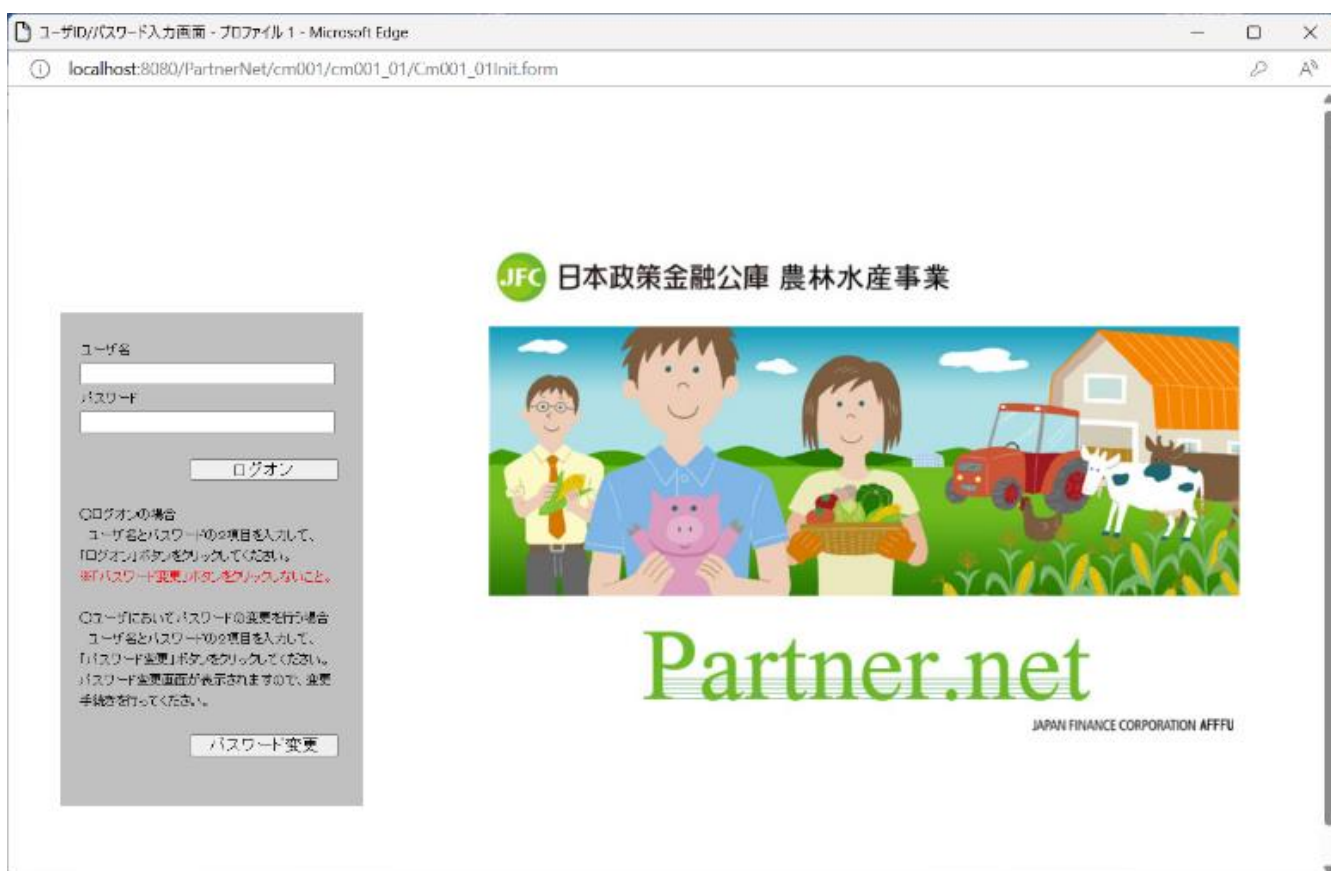 ユーザID/パスワード入力画面 - プロファイル 1 - Microsoft Edge
localhost:8080/PartnerNet/cm001/cm001_01/Cm001_01Init.form
JFC 日本政策金融公庫 農林水産事業
ユーザ名
パスワード
ログオン
○ログオンの場合
ユーザ名とパスワードの2項目を入力して、
「ログオン」ボタンをクリックしてください。
※「パスワード変更」ボタンをクリックしないこと。
○ユーザにおいてパスワードの変更を行う場合
ユーザ名とパスワードの2項目を入力して、
「パスワード変更」ボタンをクリックしてください。
パスワード変更画面が表示されますので、変更
手続きを行ってください。
パスワード変更
Partner.net
JAPAN FINANCE CORPORATION AFFFU